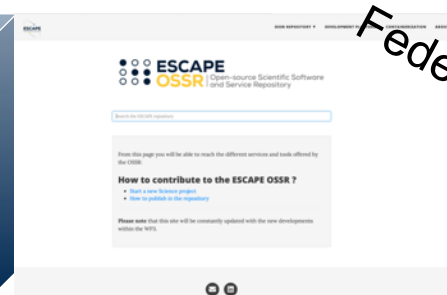 ESCAPE
OSSR REPOSITORY
CONTAINERIZATION
Fede
ESCAPE
OSSR
Open-source Scientific Software
and Service Repository
Search the ESCAPE repository
From this page you will be able to reach the different services and tools offered by
the OSSR.
How to contribute to the ESCAPE OSSR ?
Start a new Science project
How to publish in the repository
Please note that this site will be constantly updated with the new developments
within the WP3.